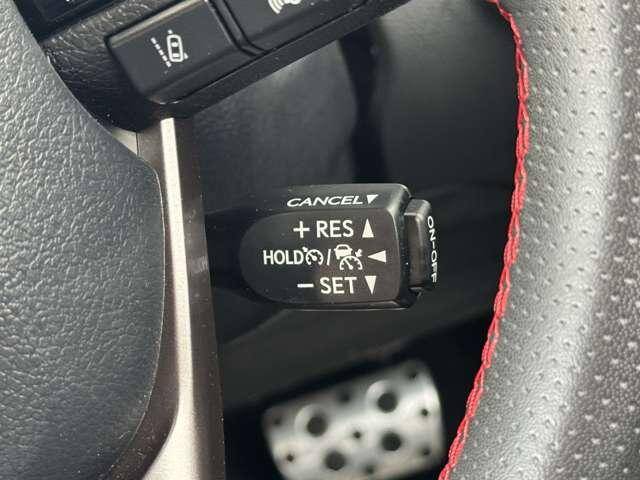 CANCEL▼
+ RES ▲
HOLD / ◀
− SET ▼
ON-OFF